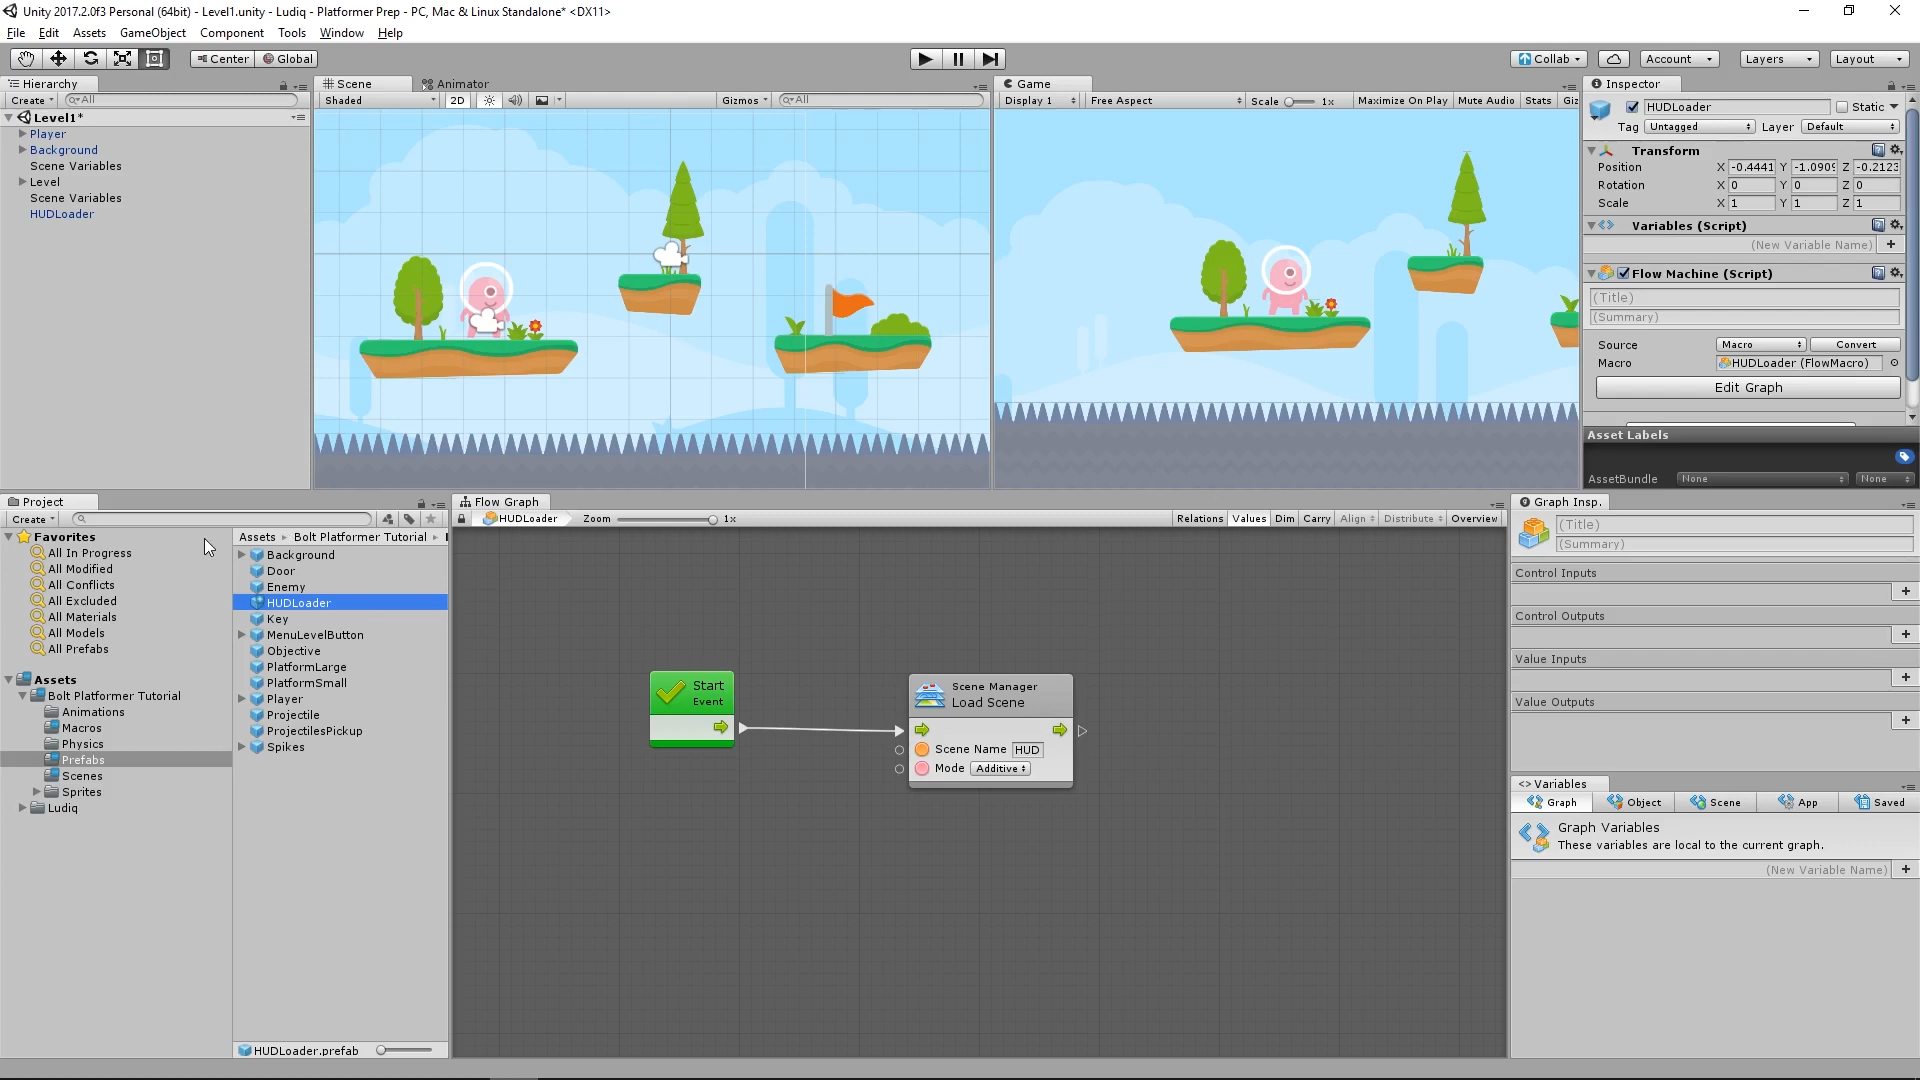 Unity 2017.2.0f3 Personal (64bit) - Level1.unity - Ludiq - Platformer Prep - PC, Mac & Linux Standalone* <DX11>
File Edit Assets GameObject Component Tools Window Help
Center Global Collab Account Layers Layout
Hierarchy
Create All
Level1*
Player
Background
Scene Variables
Level
Scene Variables
HUDLoader
Scene Animator
Shaded 2D Gizmos All
Game
Display 1 Free Aspect Scale 1x Maximize On Play Mute Audio Stats Giz
Inspector
HUDLoader Static
Tag Untagged Layer Default
Transform
Position X -0.4441 Y -1.0909 Z -0.2123
Rotation X 0 Y 0 Z 0
Scale X 1 Y 1 Z 1
Variables (Script)
(New Variable Name) +
Flow Machine (Script)
(Title)
(Summary)
Source Macro Convert
Macro HUDLoader (FlowMacro)
Edit Graph
Asset Labels
AssetBundle None None
Project
Create
Favorites
All In Progress
All Modified
All Conflicts
All Excluded
All Materials
All Models
All Prefabs
Assets
Bolt Platformer Tutorial
Animations
Macros
Physics
Prefabs
Scenes
Sprites
Ludiq
Assets Bolt Platformer Tutorial
Background
Door
Enemy
HUDLoader
Key
MenuLevelButton
Objective
PlatformLarge
PlatformSmall
Player
Projectile
ProjectilesPickup
Spikes
HUDLoader.prefab
Flow Graph
HUDLoader Zoom 1x Relations Values Dim Carry Align Distribute Overview
Start
Event
Scene Manager
Load Scene
Scene Name HUD
Mode Additive
Graph Insp.
(Title)
(Summary)
Control Inputs
+
Control Outputs
+
Value Inputs
+
Value Outputs
+
<> Variables
Graph Object Scene App Saved
Graph Variables
These variables are local to the current graph.
(New Variable Name) +